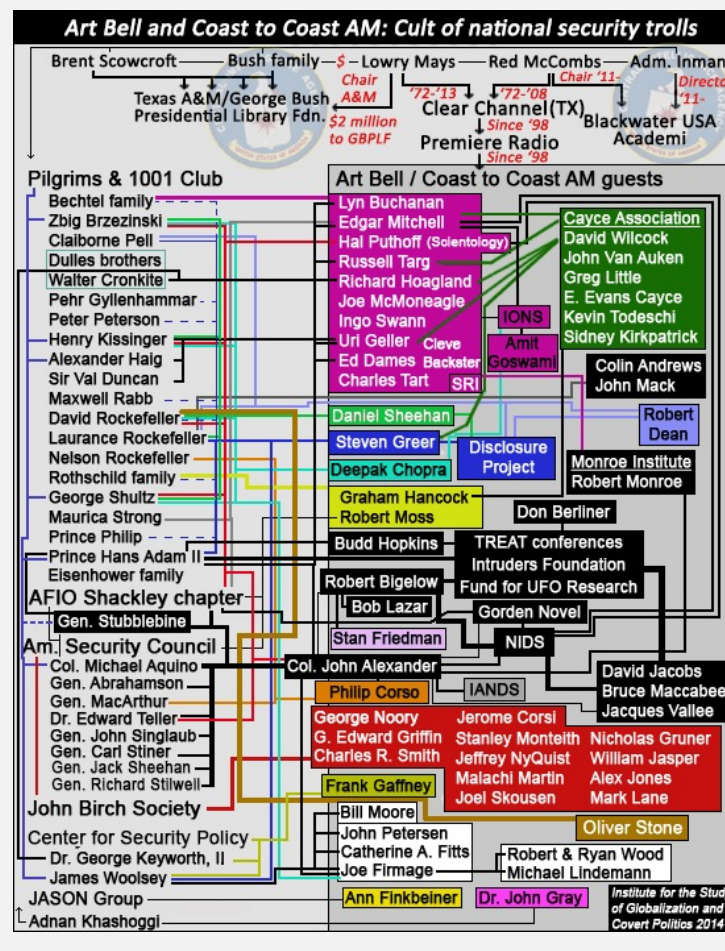 Art Bell and Coast to Coast AM: Cult of national security trolls
Brent Scowcroft
Bush family
$
Lowry Mays
Red McCombs
Adm. Inman
Chair A&M
Chair '11-
Directo
'11-
Texas A&M/George Bush
Presidential Library Fdn.
$2 million
to GBPLF
'72-'13
'72-'08
Clear Channel (TX)
Since '98
Premiere Radio
Since '98
Blackwater USA
Academi
Pilgrims & 1001 Club
Bechtel family
Zbig Brzezinski
Claiborne Pell
Dulles brothers
Walter Cronkite
Pehr Gyllenhammar
Peter Peterson
Henry Kissinger
Alexander Haig
Sir Val Duncan
Maxwell Rabb
David Rockefeller
Laurance Rockefeller
Nelson Rockefeller
Rothschild family
George Shultz
Maurica Strong
Prince Philip
Prince Hans Adam II
Eisenhower family
AFIO Shackley chapter
Gen. Stubblebine
Am. Security Council
Col. Michael Aquino
Gen. Abrahamson
Gen. MacArthur
Dr. Edward Teller
Gen. John Singlaub
Gen. Carl Stiner
Gen. Jack Sheehan
Gen. Richard Stilwell
John Birch Society
Center for Security Policy
Dr. George Keyworth, II
James Woolsey
JASON Group
Adnan Khashoggi
Art Bell / Coast to Coast AM guests
Lyn Buchanan
Edgar Mitchell
Hal Puthoff (Scientology)
Russell Targ
Richard Hoagland
Joe McMoneagle
Ingo Swann
Uri Geller
Cleve
Backster
Ed Dames
Charles Tart
SRI
IONS
Amit
Goswami
Cayce Association
David Wilcock
John Van Auken
Greg Little
E. Evans Cayce
Kevin Todeschi
Sidney Kirkpatrick
Colin Andrews
John Mack
Daniel Sheehan
Robert
Dean
Steven Greer
Disclosure
Project
Deepak Chopra
Monroe Institute
Robert Monroe
Graham Hancock
Robert Moss
Don Berliner
Budd Hopkins
TREAT conferences
Intruders Foundation
Fund for UFO Research
Robert Bigelow
Bob Lazar
Gorden Novel
Stan Friedman
NIDS
Col. John Alexander
David Jacobs
Bruce Maccabee
Jacques Vallee
Philip Corso
IANDS
George Noory
G. Edward Griffin
Charles R. Smith
Jerome Corsi
Stanley Monteith
Jeffrey NyQuist
Malachi Martin
Joel Skousen
Nicholas Gruner
William Jasper
Alex Jones
Mark Lane
Frank Gaffney
Oliver Stone
Bill Moore
John Petersen
Catherine A. Fitts
Joe Firmage
Robert & Ryan Wood
Michael Lindemann
Ann Finkbeiner
Dr. John Gray
Institute for the Stud
of Globalization and
Covert Politics 2014